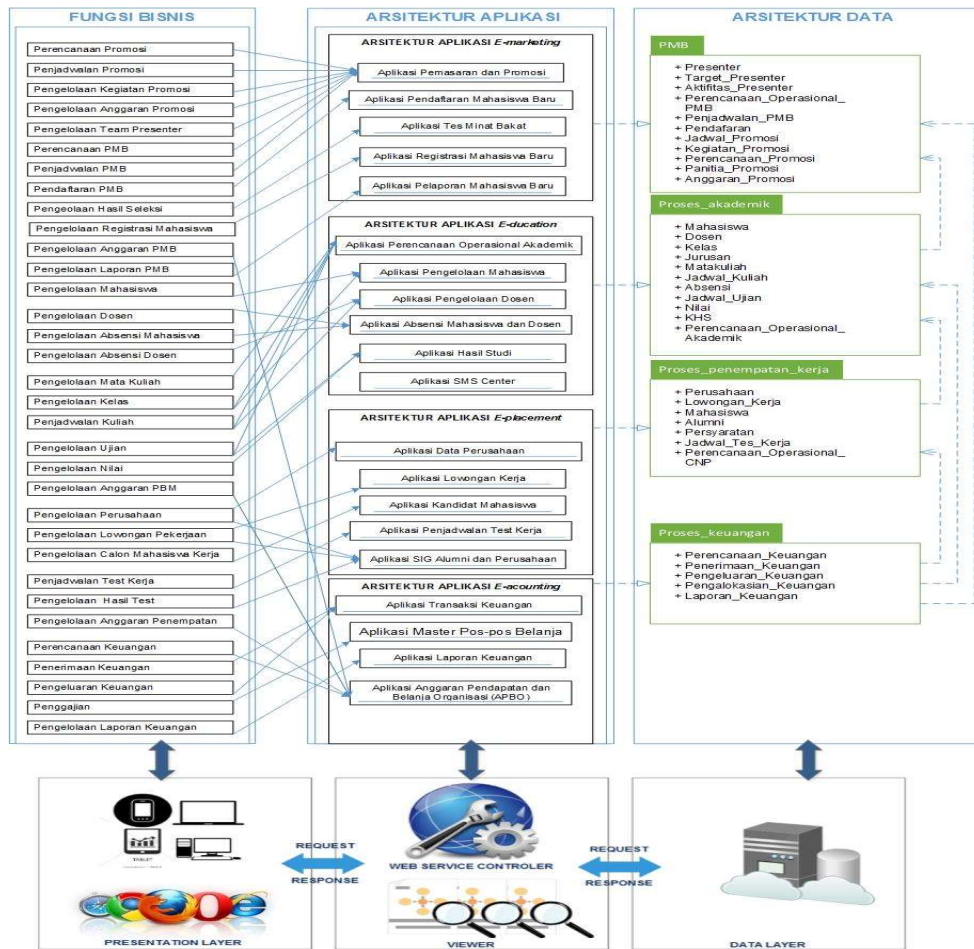 FUNGSI BISNIS
Perencanaan Promosi
Penjadwalan Promosi
Pengelolaan Kegiatan Promosi
Pengelolaan Anggaran Promosi
Pengelolaan Team Presenter
Perencanaan PMB
Penjadwalan PMB
Pendaftaran PMB
Pengeolaan Hasil Seleksi
Pengelolaan Registrasi Mahasiswa
Pengelolaan Anggaran PMB
Pengelolaan Laporan PMB
Pengelolaan Mahasiswa
Pengelolaan Dosen
Pengelolaan Absensi Mahasiswa
Pengelolaan Absensi Dosen
Pengelolaan Mata Kuliah
Pengelolaan Kelas
Penjadwalan Kuliah
Pengelolaan Ujian
Pengelolaan Nilai
Pengelolaan Anggaran PBM
Pengelolaan Perusahaan
Pengelolaan Lowongan Pekerjaan
Pengelolaan Calon Mahasiswa Kerja
Penjadwalan Test Kerja
Pengelolaan Hasil Test
Pengelolaan Anggaran Penempatan
Perencanaan Keuangan
Penerimaan Keuangan
Pengeluaran Keuangan
Penggajian
Pengelolaan Laporan Keuangan
ARSITEKTUR APLIKASI
ARSITEKTUR APLIKASI E-marketing
Aplikasi Pemasaran dan Promosi
Aplikasi Pendaftaran Mahasiswa Baru
Aplikasi Tes Minat Bakat
Aplikasi Registrasi Mahasiswa Baru
Aplikasi Pelaporan Mahasiswa Baru
ARSITEKTUR APLIKASI E-ducation
Aplikasi Perencanaan Operasional Akademik
Aplikasi Pengelolaan Mahasiswa
Aplikasi Pengelolaan Dosen
Aplikasi Absensi Mahasiswa dan Dosen
Aplikasi Hasil Studi
Aplikasi SMS Center
ARSITEKTUR APLIKASI E-placement
Aplikasi Data Perusahaan
Aplikasi Lowongan Kerja
Aplikasi Kandidat Mahasiswa
Aplikasi Penjadwalan Test Kerja
Aplikasi SIG Alumni dan Perusahaan
ARSITEKTUR APLIKASI E-acounting
Aplikasi Transaksi Keuangan
Aplikasi Master Pos-pos Belanja
Aplikasi Laporan Keuangan
Aplikasi Anggaran Pendapatan dan
Belanja Organisasi (APBO)
ARSITEKTUR DATA
PMB
+ Presenter
+ Target_Presenter
+ Aktifitas_Presenter
+ Perencanaan_Operasional_
PMB
+ Penjadwalan_PMB
+ Pendafaran
+ Jadwal_Promosi
+ Kegiatan_Promosi
+ Perencanaan_Promosi
+ Panitia_Promosi
+ Anggaran_Promosi
Proses_akademik
+ Mahasiswa
+ Dosen
+ Kelas
+ Jurusan
+ Matakuliah
+ Jadwal_Kuliah
+ Absensi
+ Jadwal_Ujian
+ Nilai
+ KHS
+ Perencanaan_Operasional_
Akademik
Proses_penempatan_kerja
+ Perusahaan
+ Lowongan_Kerja
+ Mahasiswa
+ Alumni
+ Persyaratan
+ Jadwal_Tes_Kerja
+ Perencanaan_Operasional_
CNP
Proses_keuangan
+ Perencanaan_Keuangan
+ Penerimaan_Keuangan
+ Pengeluaran_Keuangan
+ Pengalokasian_Keuangan
+ Laporan_Keuangan
TABLET
PRESENTATION LAYER
REQUEST
RESPONSE
WEB SERVICE CONTROLER
VIEWER
REQUEST
RESPONSE
DATA LAYER